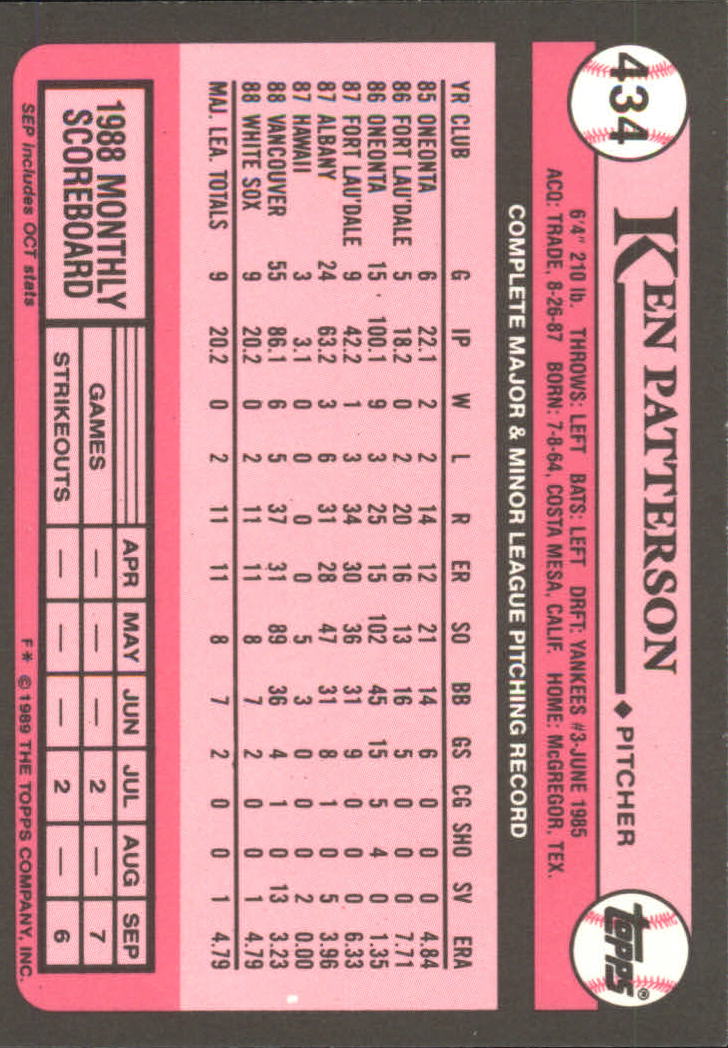 434
KEN PATTERSON ♦ PITCHER
topps®
6'4" 210 lb. THROWS: LEFT BATS: LEFT DRFT: YANKEES #3-JUNE 1985
ACQ: TRADE, 8-26-87 BORN: 7-8-64, COSTA MESA, CALIF. HOME: McGREGOR, TEX.
COMPLETE MAJOR & MINOR LEAGUE PITCHING RECORD
YR CLUB G IP W L R ER SO BB GS CG SHO SV ERA
85 ONEONTA 6 22.1 2 2 14 12 21 14 6 0 0 0 4.84
86 FORT LAU'DALE 5 18.2 0 2 20 16 13 16 5 0 0 0 7.71
86 ONEONTA 15 100.1 9 3 25 15 102 45 15 5 4 0 1.35
87 FORT LAU'DALE 9 42.2 1 3 34 30 36 31 9 0 0 0 6.33
87 ALBANY 24 63.2 3 6 31 28 47 31 8 1 0 5 3.96
87 HAWAII 3 3.1 0 0 0 0 5 3 0 0 0 2 0.00
88 VANCOUVER 55 86.1 6 5 37 31 89 36 4 1 0 13 3.23
88 WHITE SOX 9 20.2 0 2 11 11 8 7 2 0 0 1 4.79
MAJ. LEA. TOTALS 9 20.2 0 2 11 11 8 7 2 0 0 1 4.79
1988 MONTHLY
SCOREBOARD
APR MAY JUN JUL AUG SEP
GAMES — — — 2 — 7
STRIKEOUTS — — — 2 — 6
SEP includes OCT stats
F* © 1989 THE TOPPS COMPANY, INC.